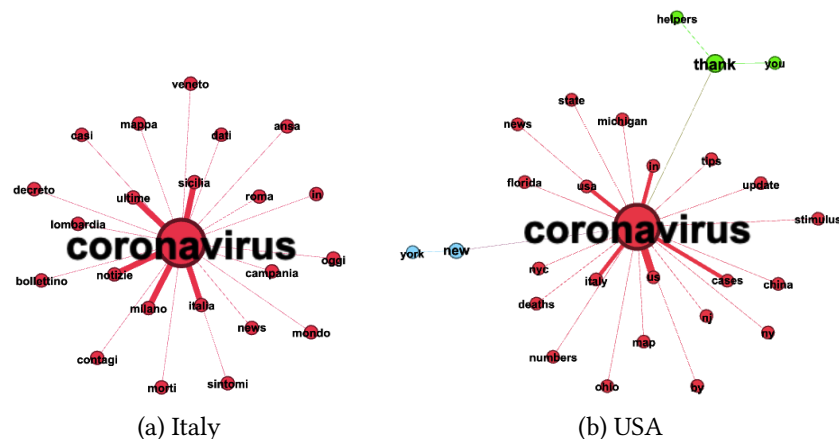 helpers
thank
you
veneto
mappa
ansa
casi
dati
decreto
ultime
sicilia
roma
in
lombardia
coronavirus
oggi
bollettino
notizie
campania
milano
italia
news
mondo
contagi
morti
sintomi
(a) Italy
state
news
michigan
in
tips
florida
usa
update
stimulus
coronavirus
york
new
nyc
us
cases
china
italy
deaths
nj
ny
map
numbers
ohio
by
(b) USA